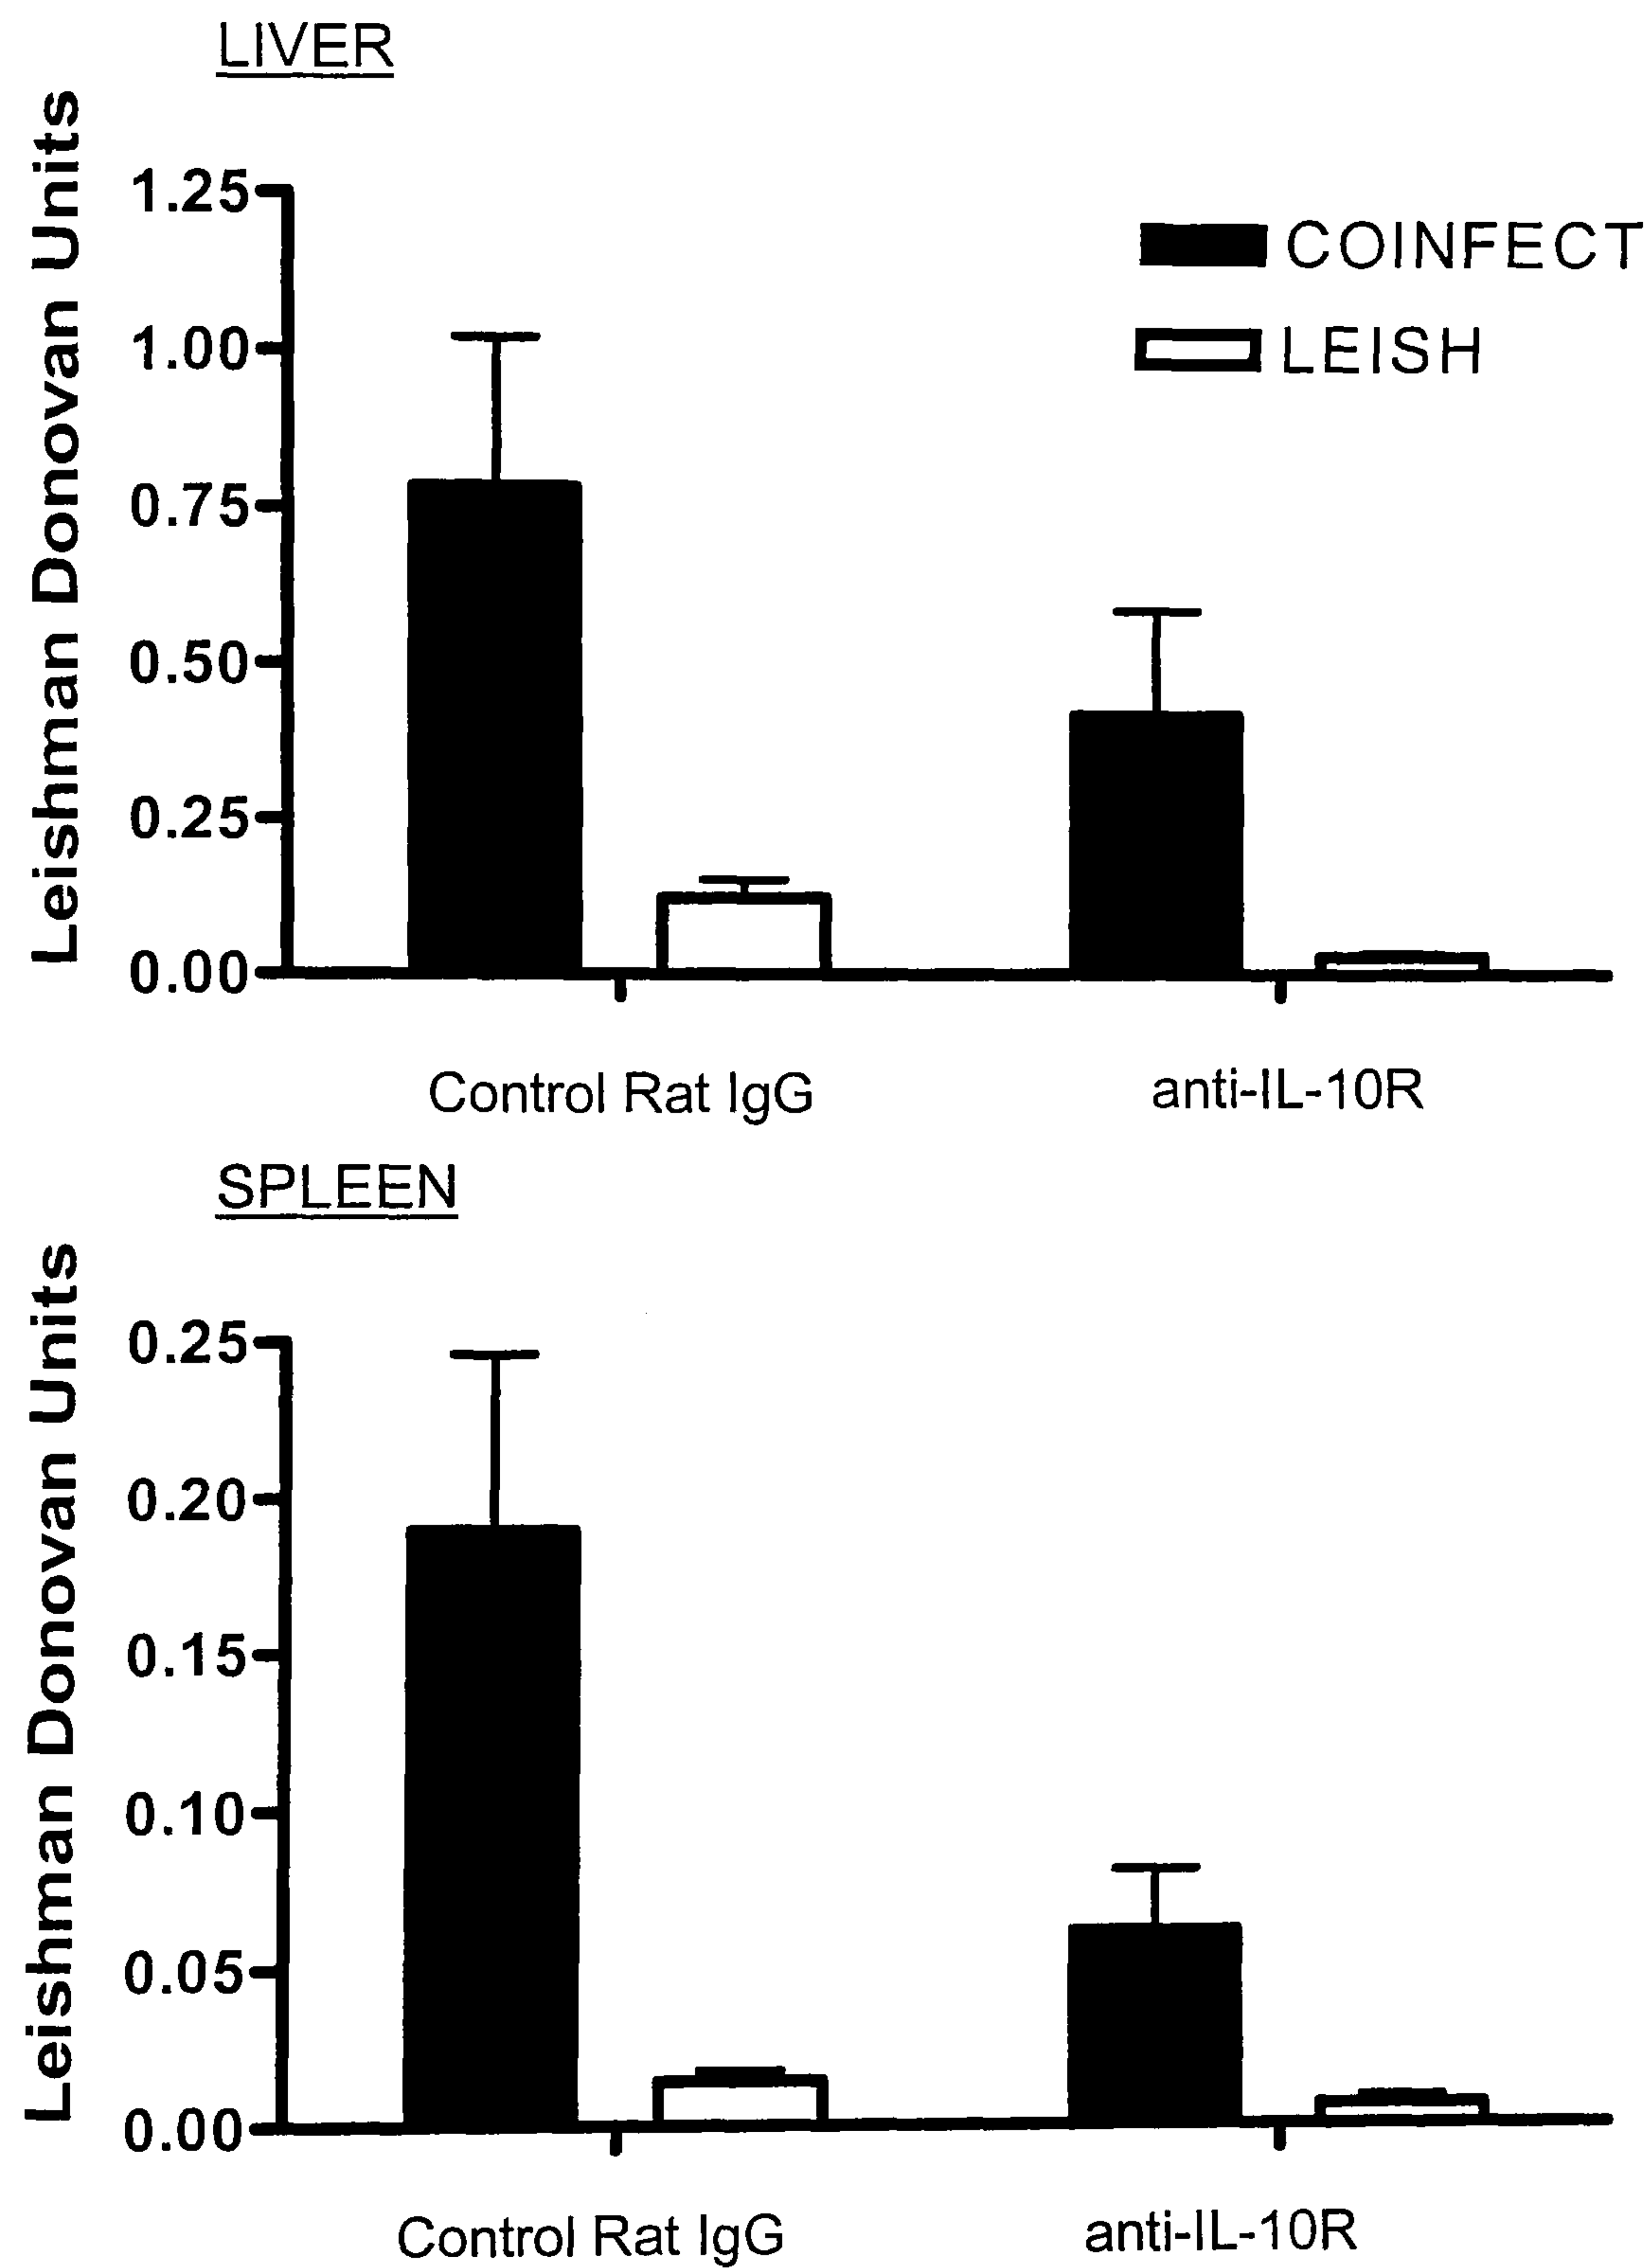 LIVER
Leishman Donovan Units
1.25
1.00
0.75
0.50
0.25
0.00
COINFECT
LEISH
Control Rat IgG
anti-IL-10R
SPLEEN
Leishman Donovan Units
0.25
0.20
0.15
0.10
0.05
0.00
Control Rat IgG
anti-IL-10R